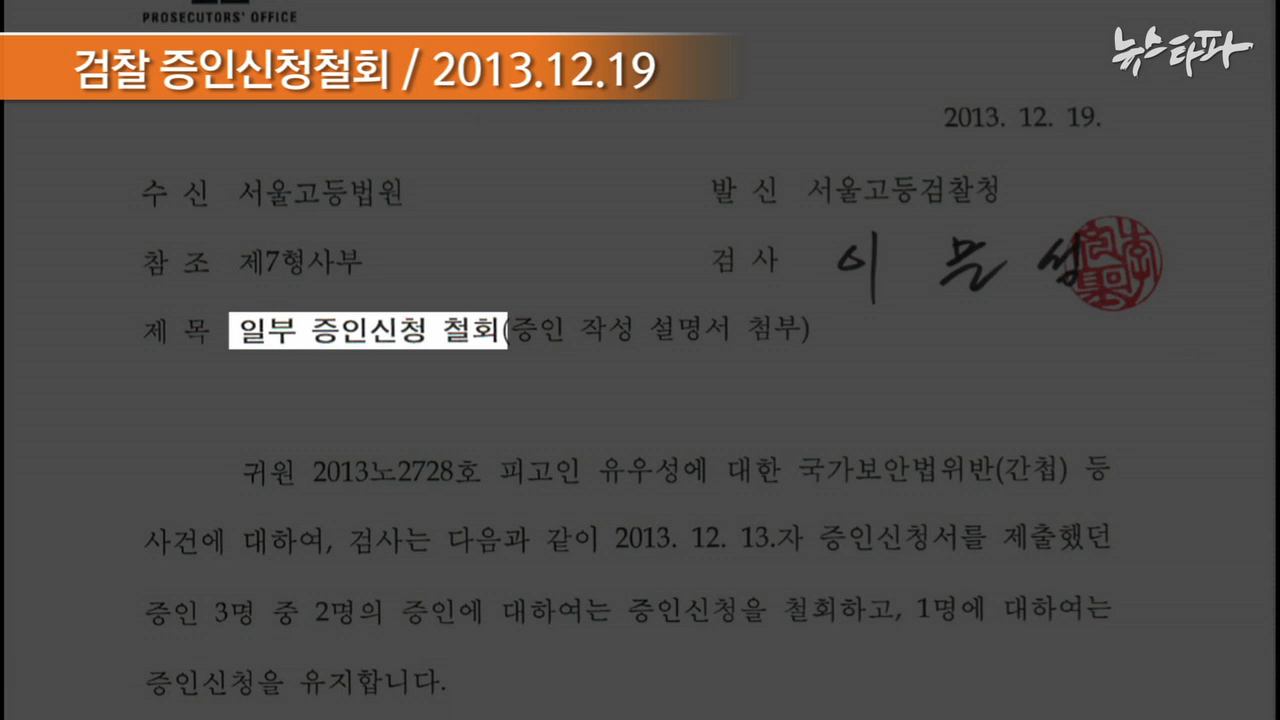 PROSECUTORS' OFFICE
검찰 증인신청철회 / 2013.12.19
뉴스타파
2013. 12. 19.
수 신 서울고등법원 발 신 서울고등검찰청
참 조 제7형사부 검 사 이문성
제 목 일부 증인신청 철회(증인 작성 설명서 첨부)
귀원 2013노2728호 피고인 유우성에 대한 국가보안법위반(간첩) 등
사건에 대하여, 검사는 다음과 같이 2013. 12. 13.자 증인신청서를 제출했던
증인 3명 중 2명의 증인에 대하여는 증인신청을 철회하고, 1명에 대하여는
증인신청을 유지합니다.